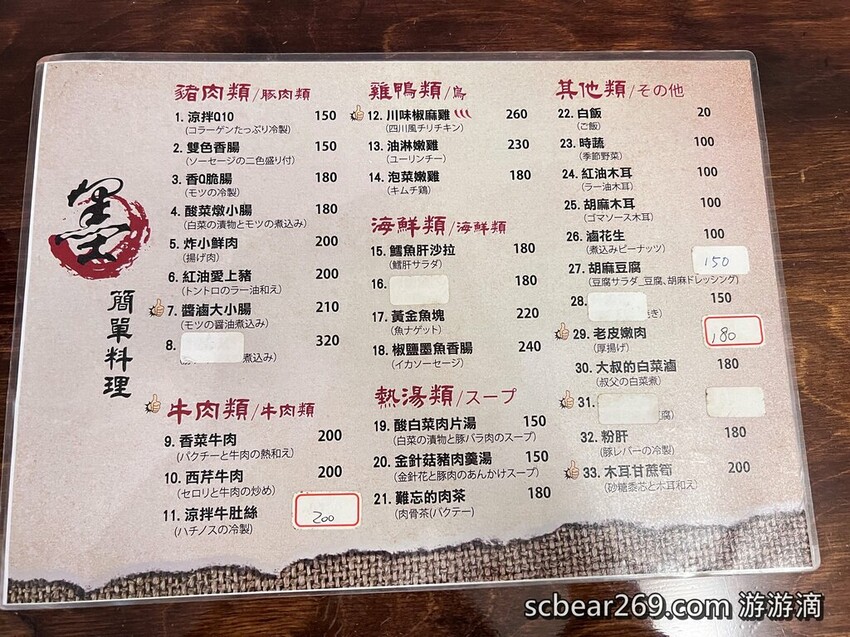 墨
簡單料理
豬肉類/豚肉類
1. 涼拌Q10 150
(コラーゲンたっぷり冷製)
2. 雙色香腸 150
(ソーセージの二色盛り付)
3. 香Q脆腸 180
(モツの冷製)
4. 酸菜燉小腸 180
(白菜の漬物とモツの煮込み)
5. 炸小鮮肉 200
(揚げ肉)
6. 紅油愛上豬 200
(トントロのラー油和え)
7. 醬滷大小腸 210
(モツの醤油煮込み)
8. 320
煮込み)
牛肉類/牛肉類
9. 香菜牛肉 200
(パクチーと牛肉の熱和え)
10. 西芹牛肉 200
(セロリと牛肉の炒め)
11. 涼拌牛肚絲 200
(ハチノスの冷製)
雞鴨類/鳥
12. 川味椒麻雞 260
(四川風チリチキン)
13. 油淋嫩雞 230
(ユーリンチー)
14. 泡菜嫩雞 180
(キムチ鶏)
海鮮類/海鮮類
15. 鱈魚肝沙拉 180
(鱈肝サラダ)
16. 180
17. 黃金魚塊 220
(魚ナゲット)
18. 椒鹽墨魚香腸 240
(イカソーセージ)
熱湯類/スープ
19. 酸白菜肉片湯 150
(白菜の漬物と豚バラ肉のスープ)
20. 金針菇豬肉羹湯 150
(金針花と豚肉のあんかけスープ)
21. 難忘的肉茶 180
(肉骨茶(バクテー)
其他類/その他
22. 白飯 20
(ご飯)
23. 時蔬 100
(季節野菜)
24. 紅油木耳 100
(ラー油木耳)
25. 胡麻木耳 100
(ゴマソース木耳)
26. 滷花生 100
(煮込みピーナッツ)
27. 胡麻豆腐 150
(豆腐サラダ_豆腐、胡麻ドレッシング)
28. 150
き)
29. 老皮嫩肉 180
(厚揚げ)
30. 大叔的白菜滷 180
(叔父の白菜煮)
31.
腐)
32. 粉肝 180
(豚レバーの冷製)
33. 木耳甘蔗筍 200
(砂糖黍芯と木耳和え)
scbear269.com 游游滴